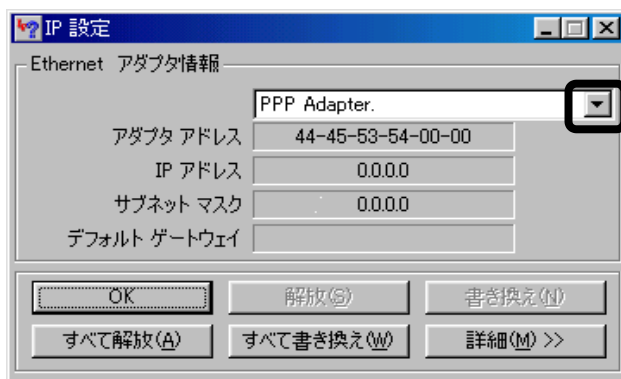 IP 設定
Ethernet アダプタ情報
PPP Adapter.
アダプタ アドレス 44-45-53-54-00-00
IP アドレス 0.0.0.0
サブネット マスク 0.0.0.0
デフォルト ゲートウェイ
OK 解放(S) 書き換え(N)
すべて解放(A) すべて書き換え(W) 詳細(M) >>